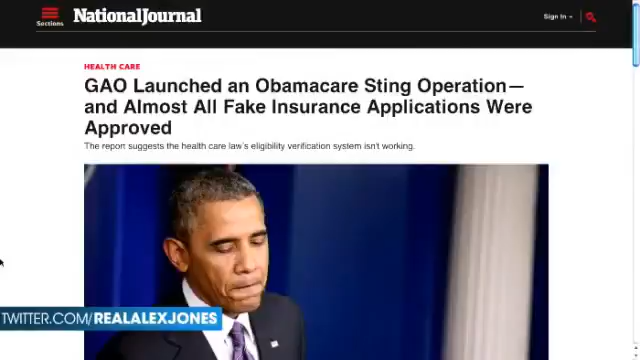 NationalJournal
Sections
Sign In
HEALTH CARE
GAO Launched an Obamacare Sting Operation—
and Almost All Fake Insurance Applications Were
Approved
The report suggests the health care law's eligibility verification system isn't working.
TWITTER.COM/REALALEXJONES